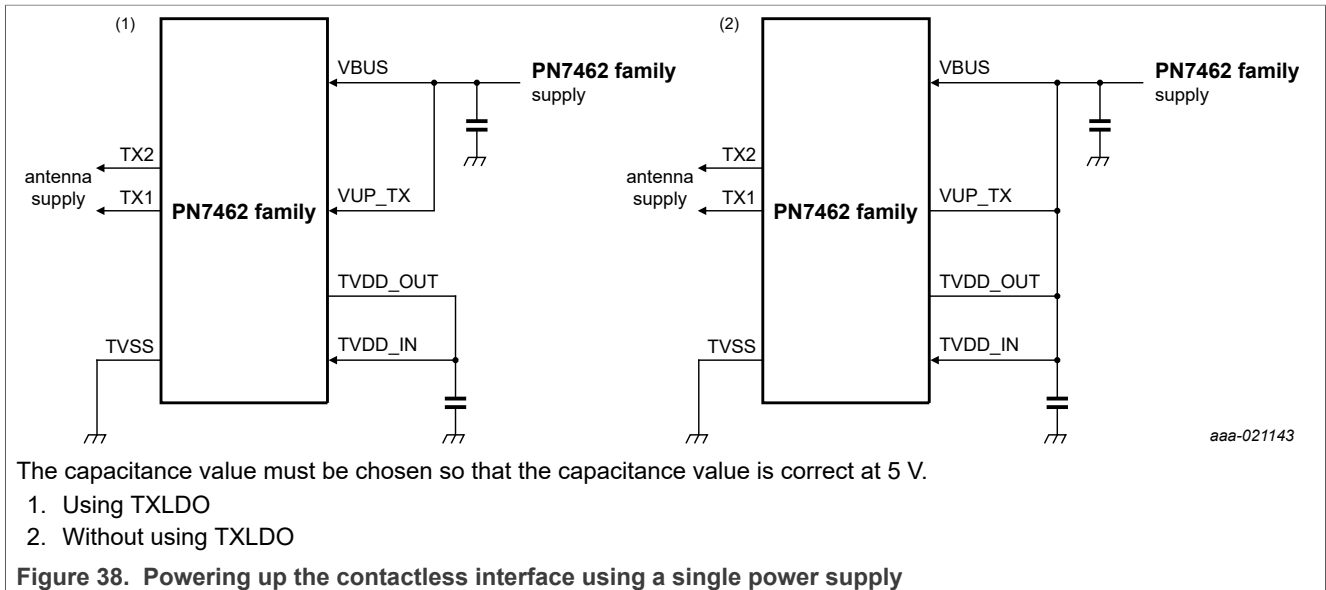 (1)
VBUS
PN7462 family
supply
TX2
antenna
supply
TX1
PN7462 family
VUP_TX
TVDD_OUT
TVSS
TVDD_IN
(2)
VBUS
PN7462 family
supply
TX2
antenna
supply
TX1
PN7462 family
VUP_TX
TVDD_OUT
TVSS
TVDD_IN
aaa-021143
The capacitance value must be chosen so that the capacitance value is correct at 5 V.
1. Using TXLDO
2. Without using TXLDO
Figure 38. Powering up the contactless interface using a single power supply